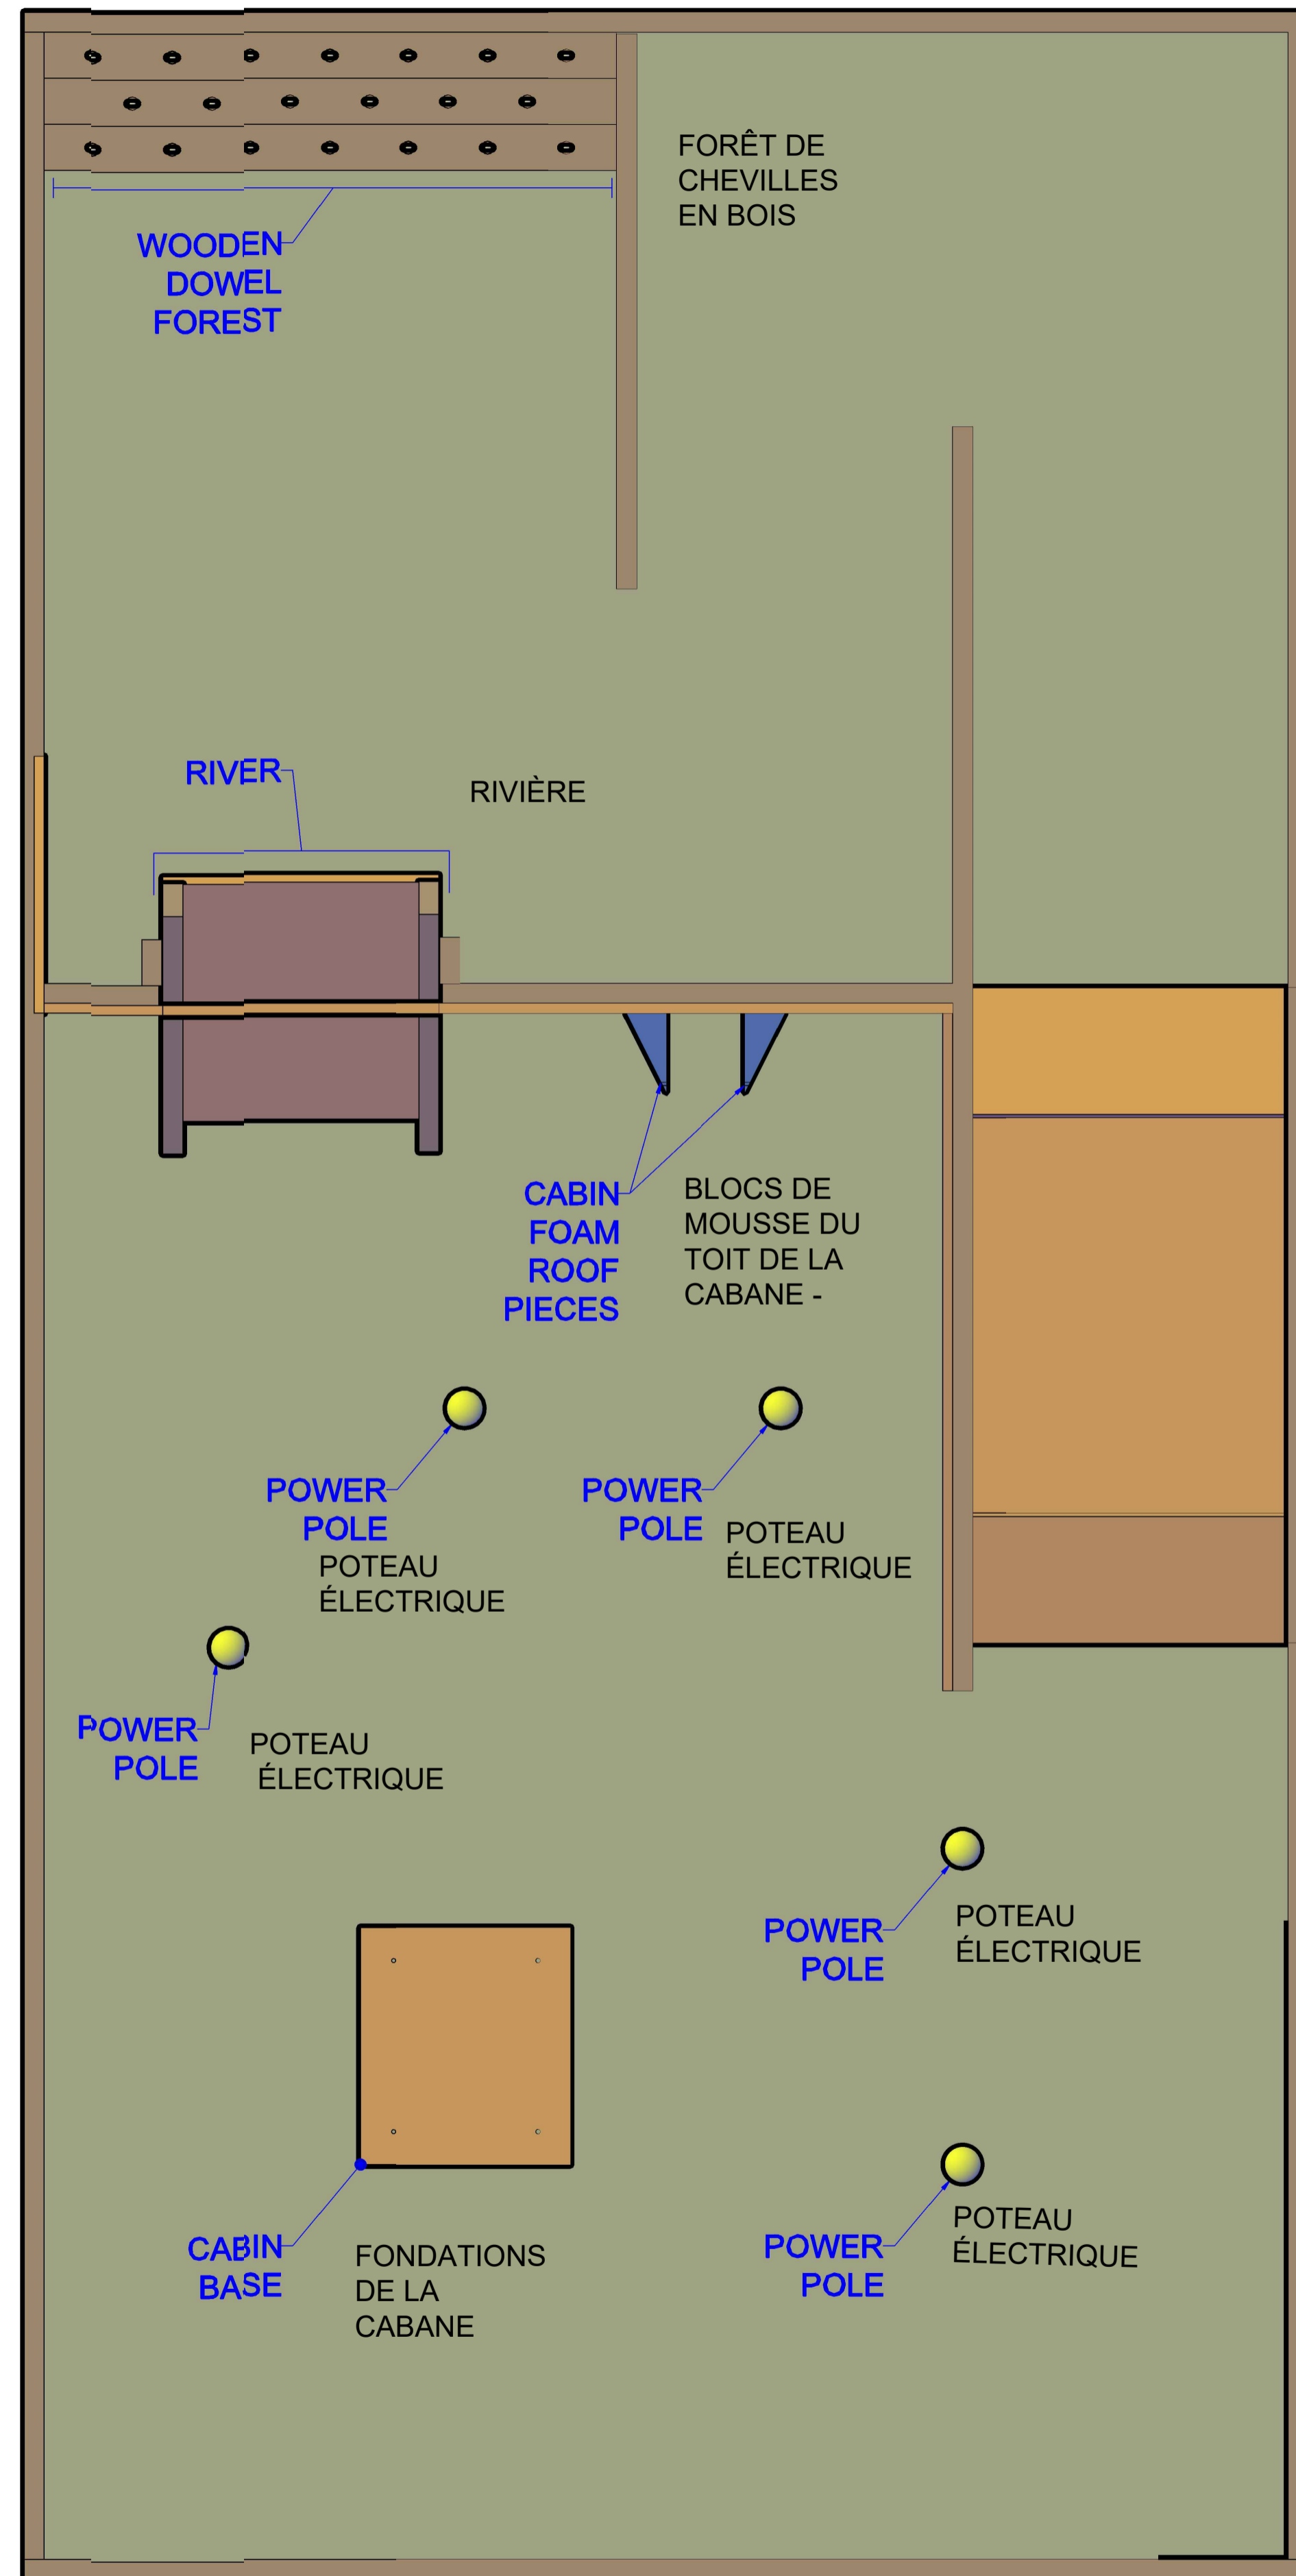 FORÊT DE
CHEVILLES
EN BOIS
WOODEN
DOWEL
FOREST
RIVER
RIVIÈRE
CABIN
FOAM
ROOF
PIECES
BLOCS DE
MOUSSE DU
TOIT DE LA
CABANE -
POWER
POLE
POTEAU
ÉLECTRIQUE
POWER
POLE
POTEAU
ÉLECTRIQUE
POWER
POLE
POTEAU
ÉLECTRIQUE
POWER
POLE
POTEAU
ÉLECTRIQUE
CABIN
BASE
FONDATIONS
DE LA
CABANE
POWER
POLE
POTEAU
ÉLECTRIQUE